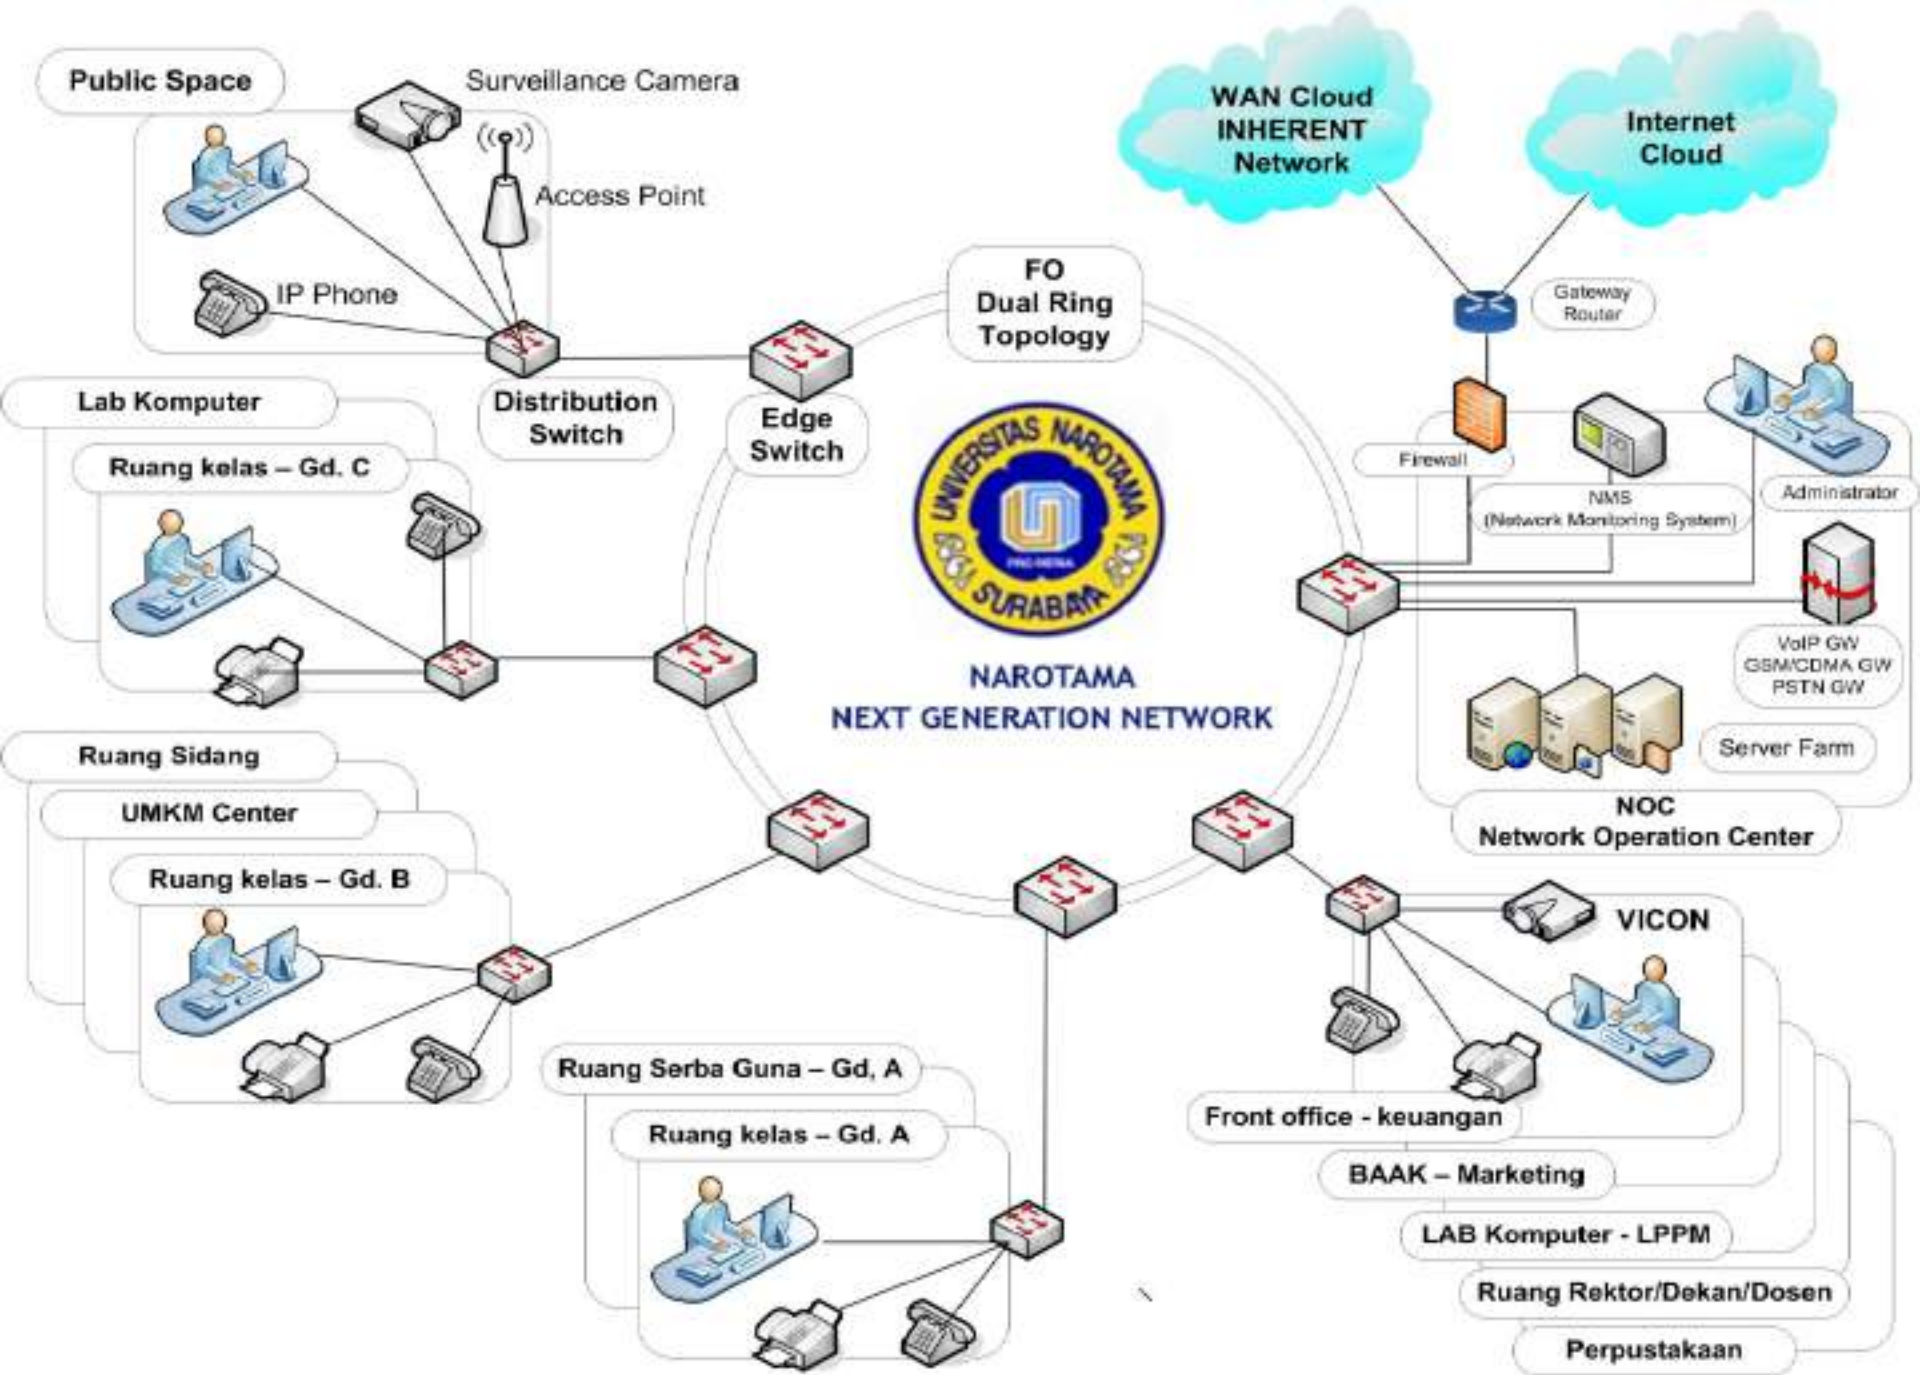 Public Space
Surveillance Camera
Access Point
IP Phone
WAN Cloud
INHERENT
Network
Internet
Cloud
FO
Dual Ring
Topology
Gateway
Router
Lab Komputer
Distribution
Switch
Edge
Switch
Ruang kelas – Gd. C
UNIVERSITAS NAROTAMA
SURABAYA
PRO PATRIA
Firewall
NMS
(Network Monitoring System)
Administrator
NAROTAMA
NEXT GENERATION NETWORK
VoIP GW
GSM/CDMA GW
PSTN GW
Server Farm
NOC
Network Operation Center
Ruang Sidang
UMKM Center
Ruang kelas – Gd. B
VICON
Ruang Serba Guna – Gd, A
Ruang kelas – Gd. A
Front office - keuangan
BAAK – Marketing
LAB Komputer - LPPM
Ruang Rektor/Dekan/Dosen
Perpustakaan